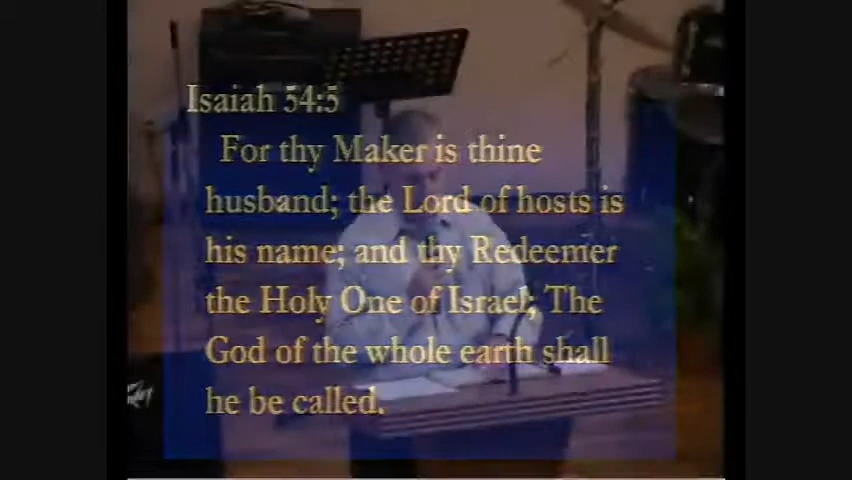 Isaiah 54:5
For thy Maker is thine
husband; the Lord of hosts is
his name; and thy Redeemer
the Holy One of Israel; The
God of the whole earth shall
he be called.